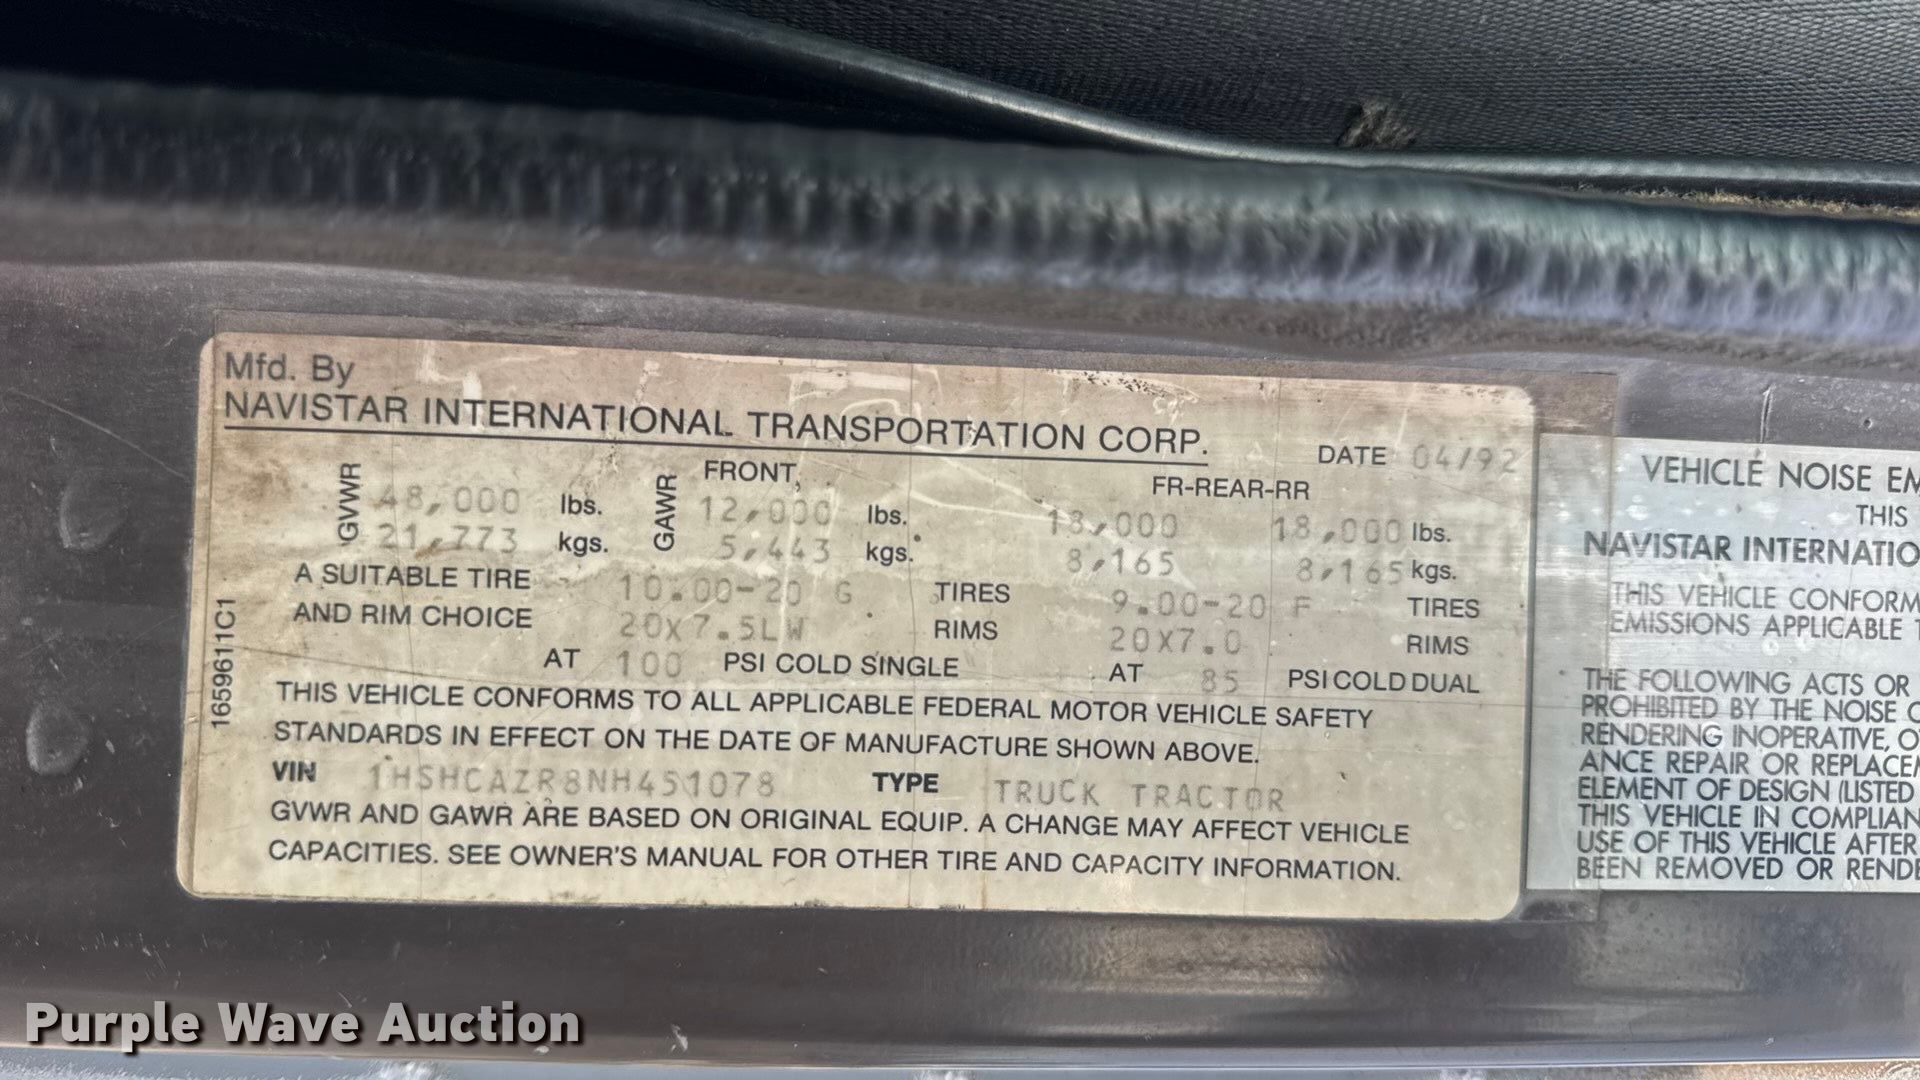 Mfd. By
NAVISTAR INTERNATIONAL TRANSPORTATION CORP.
DATE 04/92
FRONT, FR-REAR-RR
GVWR 48,000 lbs. GAWR 12,000 lbs. 18,000 18,000 lbs.
21,773 kgs. 5,443 kgs. 8,165 8,165 kgs.
A SUITABLE TIRE 10.00-20 G TIRES 9.00-20 F TIRES
AND RIM CHOICE 20X7.5LW RIMS 20X7.0 RIMS
AT 100 PSI COLD SINGLE AT 85 PSI COLD DUAL
THIS VEHICLE CONFORMS TO ALL APPLICABLE FEDERAL MOTOR VEHICLE SAFETY
STANDARDS IN EFFECT ON THE DATE OF MANUFACTURE SHOWN ABOVE.
VIN 1HSHCAZR8NH451078 TYPE TRUCK TRACTOR
GVWR AND GAWR ARE BASED ON ORIGINAL EQUIP. A CHANGE MAY AFFECT VEHICLE
CAPACITIES. SEE OWNER'S MANUAL FOR OTHER TIRE AND CAPACITY INFORMATION.
1659611C1
VEHICLE NOISE EM
THIS
NAVISTAR INTERNATIO
THIS VEHICLE CONFORM
EMISSIONS APPLICABLE T
THE FOLLOWING ACTS OR
PROHIBITED BY THE NOISE C
RENDERING INOPERATIVE, O
ANCE REPAIR OR REPLACEM
ELEMENT OF DESIGN (LISTED
THIS VEHICLE IN COMPLIAN
USE OF THIS VEHICLE AFTER
BEEN REMOVED OR RENDE
Purple Wave Auction